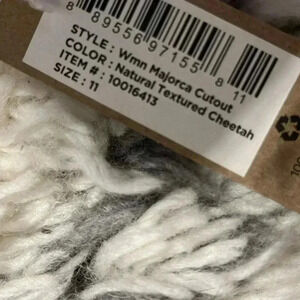 8 89556 97155 8 11
STYLE : Wmn Majorca Cutout
COLOR : Natural Textured Cheetah
ITEM # : 10016413
SIZE : 11